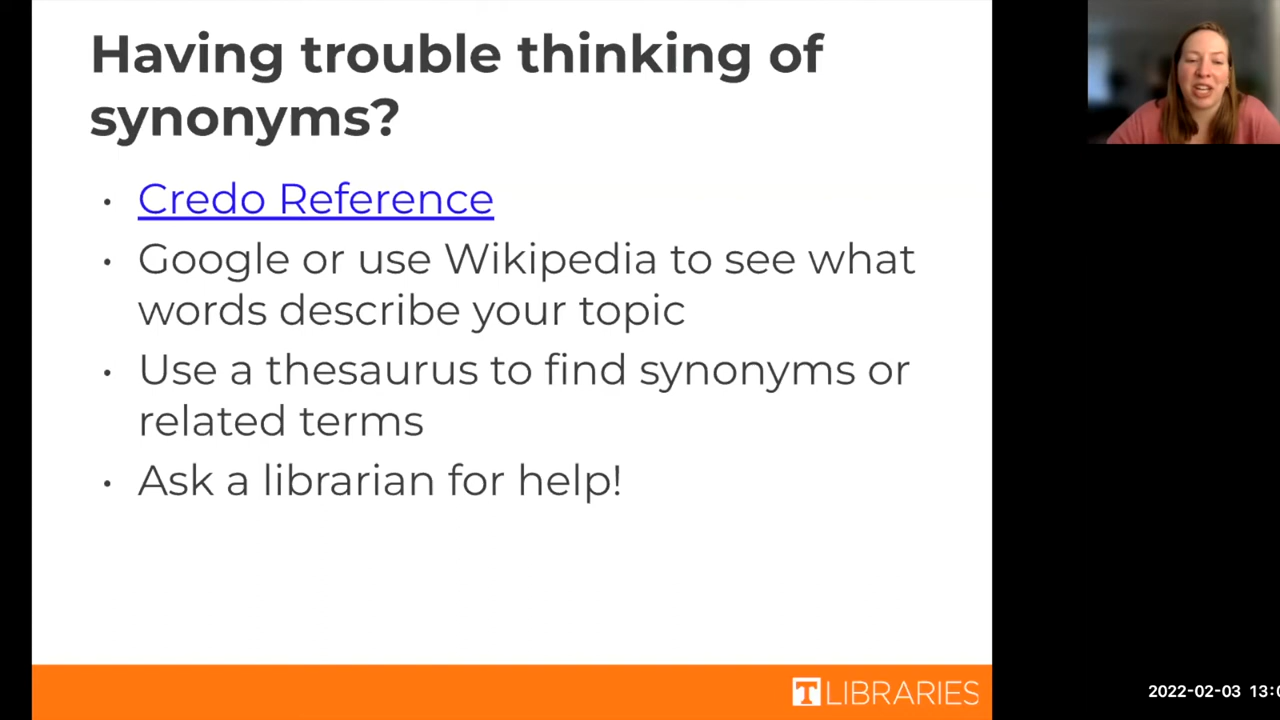 Having trouble thinking of
synonyms?
• Credo Reference
• Google or use Wikipedia to see what
words describe your topic
• Use a thesaurus to find synonyms or
related terms
• Ask a librarian for help!
T LIBRARIES
2022-02-03 13:0